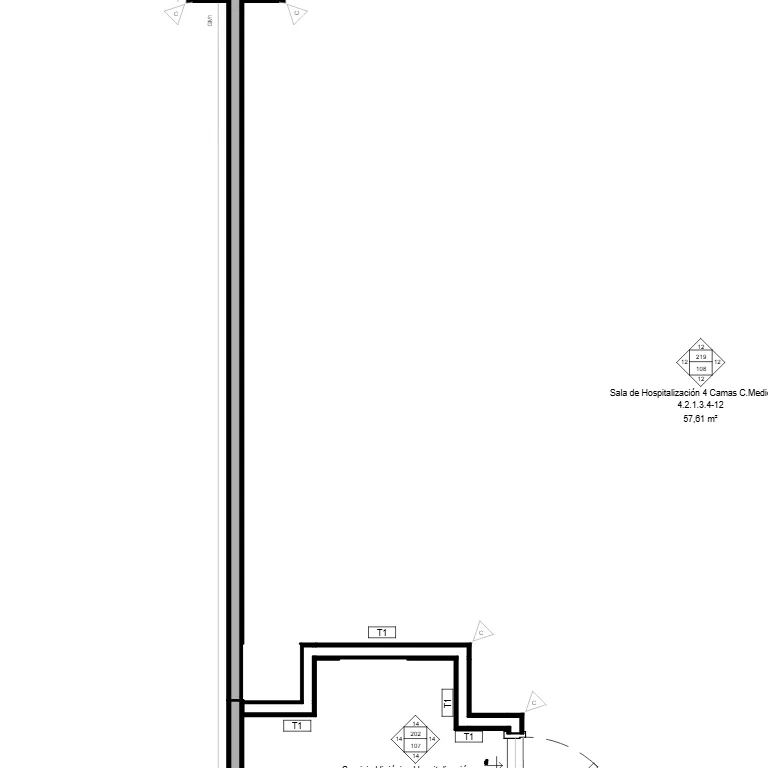 C
C
12
12 219 12
108
12
Sala de Hospitalización 4 Camas C.Medi
4.2.1.3.4-12
57,61 m²
T1
C
T1
C
T1
T1
14
14 202 14
107
14